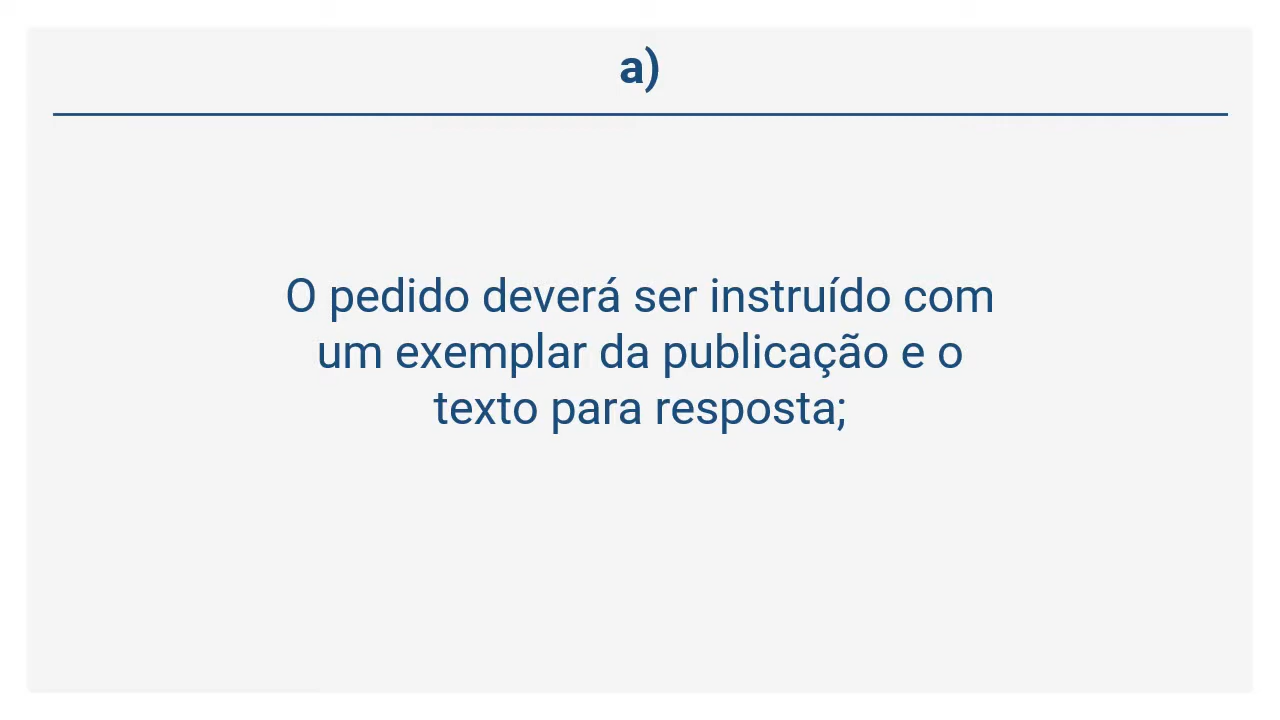 a)
O pedido deverá ser instruído com
um exemplar da publicação e o
texto para resposta;